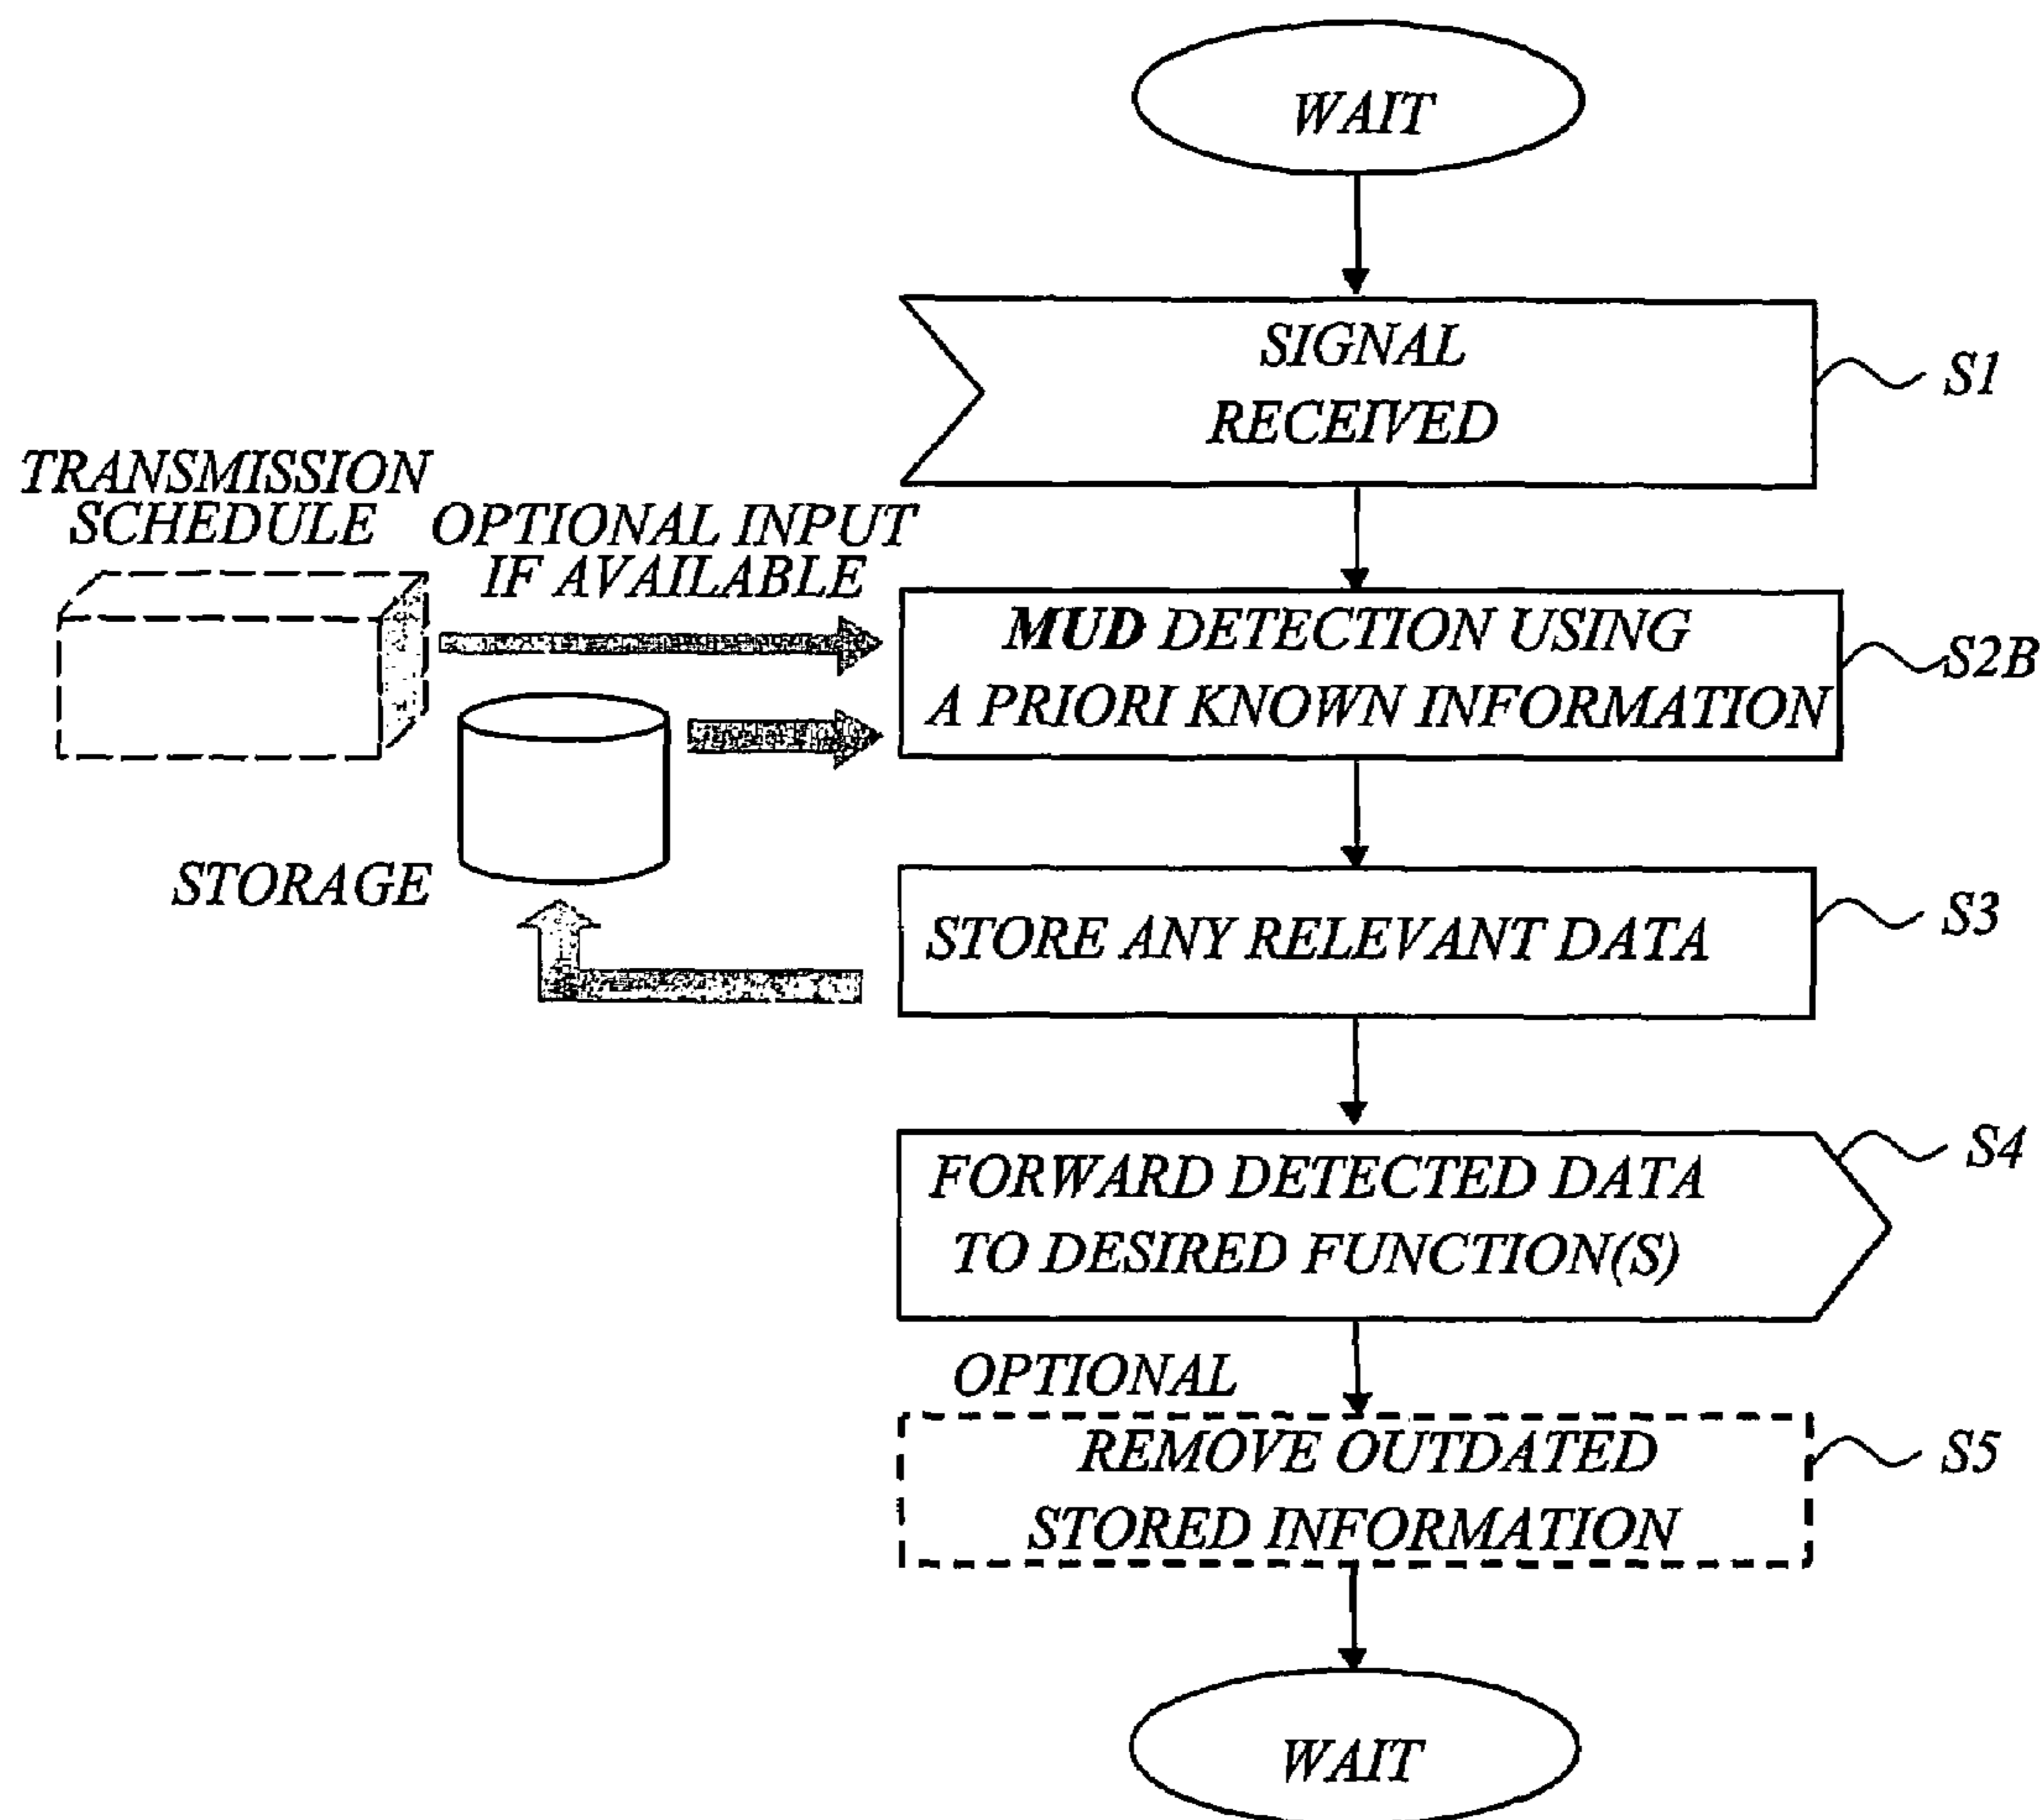 WAIT
SIGNAL
RECEIVED
S1
TRANSMISSION
SCHEDULE
OPTIONAL INPUT
IF AVAILABLE
MUD DETECTION USING
A PRIORI KNOWN INFORMATION
S2B
STORAGE
STORE ANY RELEVANT DATA
S3
FORWARD DETECTED DATA
TO DESIRED FUNCTION(S)
S4
OPTIONAL
REMOVE OUTDATED
STORED INFORMATION
S5
WAIT